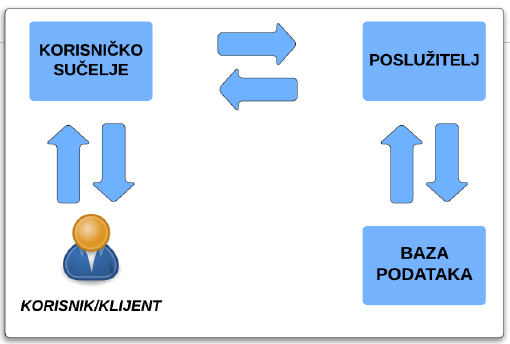 KORISNIČKO
SUČELJE
POSLUŽITELJ
BAZA
PODATAKA
KORISNIK/KLIJENT